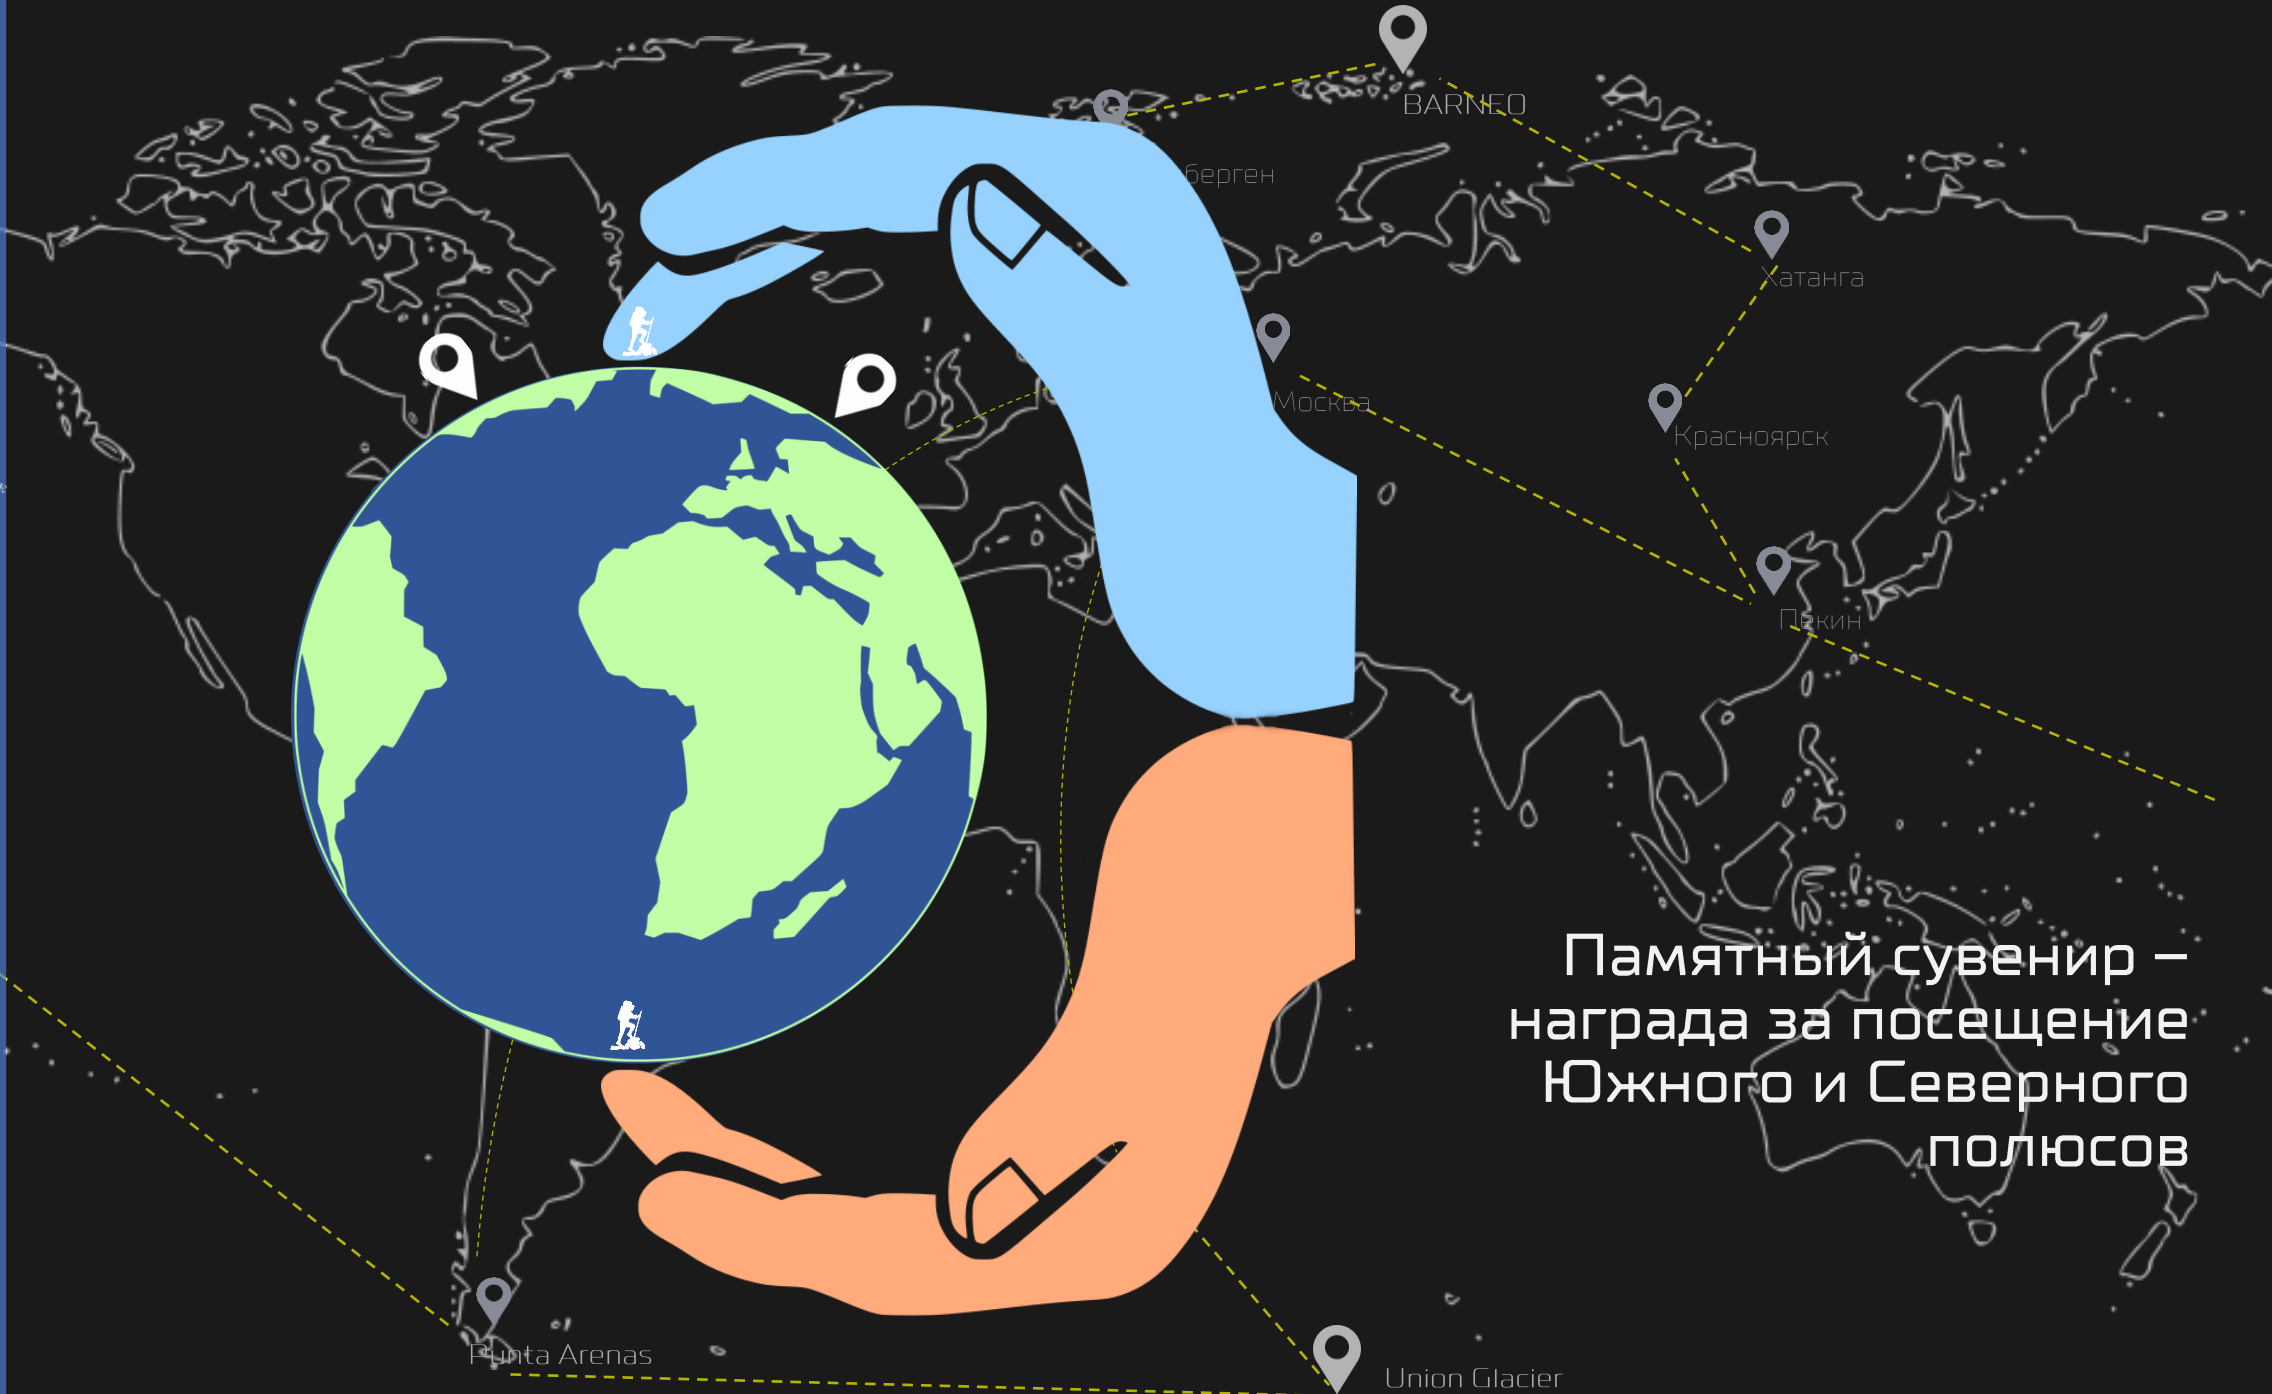 BARNEO
берген
Хатанга
Москва
Красноярск
Пекин
Памятный сувенир –
награда за посещение
Южного и Северного
полюсов
Punta Arenas
Union Glacier